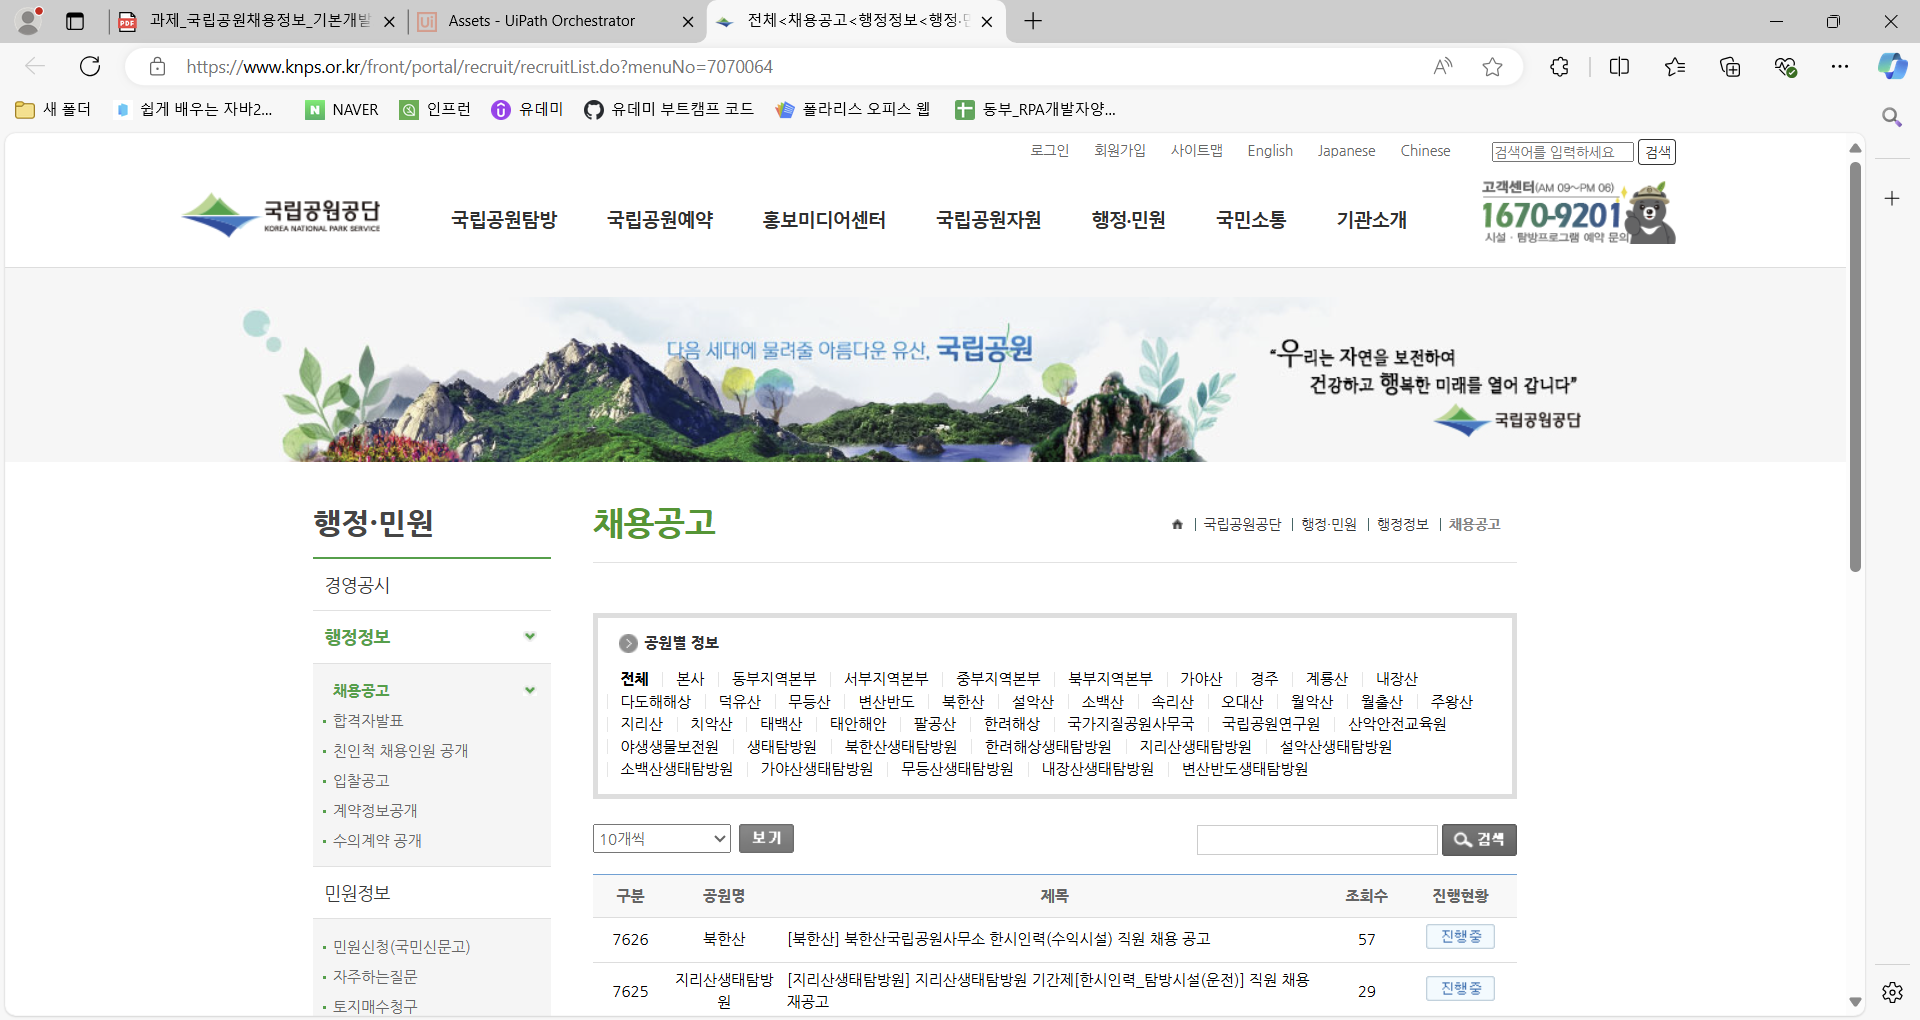 과제_국립공원채용정보_기본개발
Assets - UiPath Orchestrator
전체<채용공고<행정정보<행정·민
https://www.knps.or.kr/front/portal/recruit/recruitList.do?menuNo=7070064
새 폴더
쉽게 배우는 자바2...
NAVER
인프런
유데미
유데미 부트캠프 코드
폴라리스 오피스 웹
동부_RPA개발자양...
로그인
회원가입
사이트맵
English
Japanese
Chinese
검색어를 입력하세요
검색
국립공원공단
KOREA NATIONAL PARK SERVICE
국립공원탐방
국립공원예약
홍보미디어센터
국립공원자원
행정·민원
국민소통
기관소개
고객센터(AM 09~PM 06)
1670-9201
시설 · 탐방프로그램 예약 문의
다음 세대에 물려줄 아름다운 유산, 국립공원
“우리는 자연을 보전하여
건강하고 행복한 미래를 열어 갑니다”
국립공원공단
행정·민원
경영공시
행정정보
채용공고
합격자발표
친인척 채용인원 공개
입찰공고
계약정보공개
수의계약 공개
민원정보
민원신청(국민신문고)
자주하는질문
토지매수청구
채용공고
국립공원공단 | 행정·민원 | 행정정보 | 채용공고
공원별 정보
전체 본사 동부지역본부 서부지역본부 중부지역본부 북부지역본부 가야산 경주 계룡산 내장산
다도해해상 덕유산 무등산 변산반도 북한산 설악산 소백산 속리산 오대산 월악산 월출산 주왕산
지리산 치악산 태백산 태안해안 팔공산 한려해상 국가지질공원사무국 국립공원연구원 산악안전교육원
야생생물보전원 생태탐방원 북한산생태탐방원 한려해상생태탐방원 지리산생태탐방원 설악산생태탐방원
소백산생태탐방원 가야산생태탐방원 무등산생태탐방원 내장산생태탐방원 변산반도생태탐방원
10개씩
보기
검색
구분 공원명 제목 조회수 진행현황
7626 북한산 [북한산] 북한산국립공원사무소 한시인력(수익시설) 직원 채용 공고 57 진행중
7625 지리산생태탐방원 [지리산생태탐방원] 지리산생태탐방원 기간제[한시인력_탐방시설(운전)] 직원 채용 재공고 29 진행중